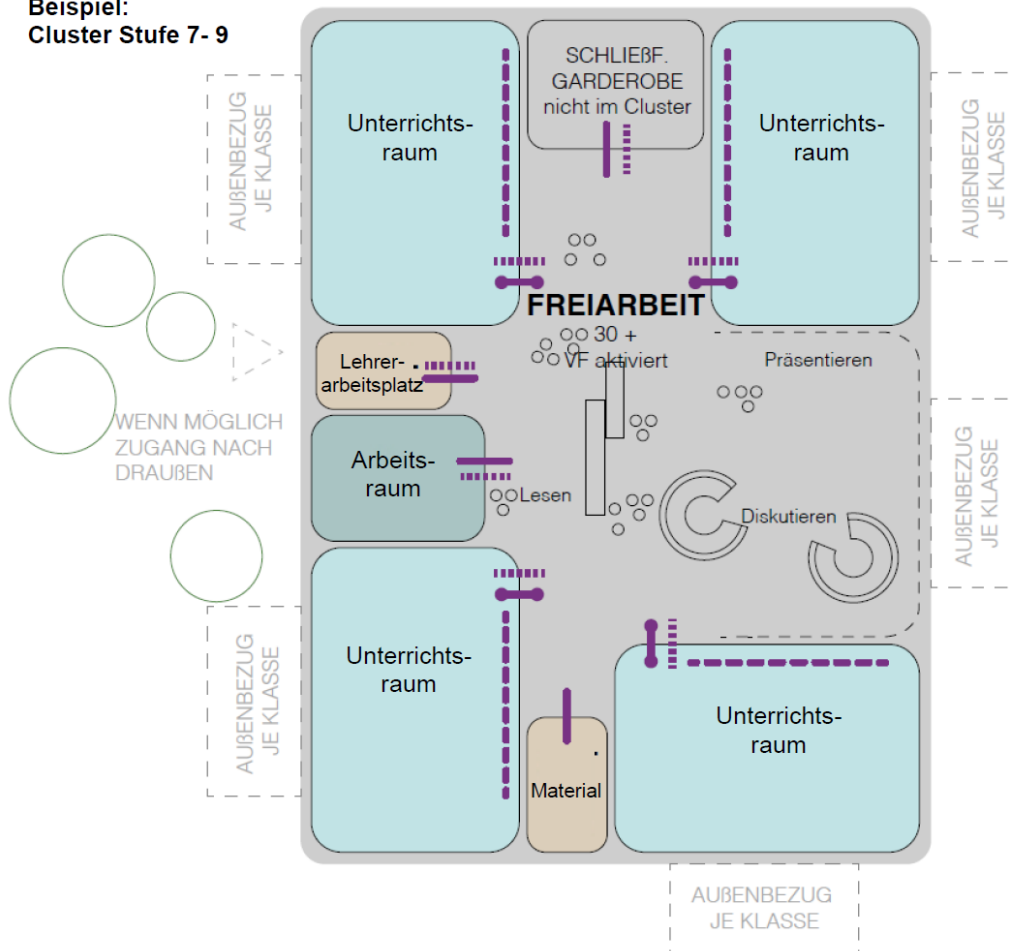 Beispiel:
Cluster Stufe 7- 9
SCHLIEẞF.
GARDEROBE
nicht im Cluster
Unterrichts-
raum
Unterrichts-
raum
AUẞENBEZUG
JE KLASSE
AUẞENBEZUG
JE KLASSE
FREIARBEIT
30 +
VF aktiviert
Präsentieren
Lehrer-
arbeitsplatz
WENN MÖGLICH
ZUGANG NACH
DRAUẞEN
Arbeits-
raum
Lesen
Diskutieren
AUẞENBEZUG
JE KLASSE
Unterrichts-
raum
AUẞENBEZUG
JE KLASSE
Unterrichts-
raum
Material
AUẞENBEZUG
JE KLASSE